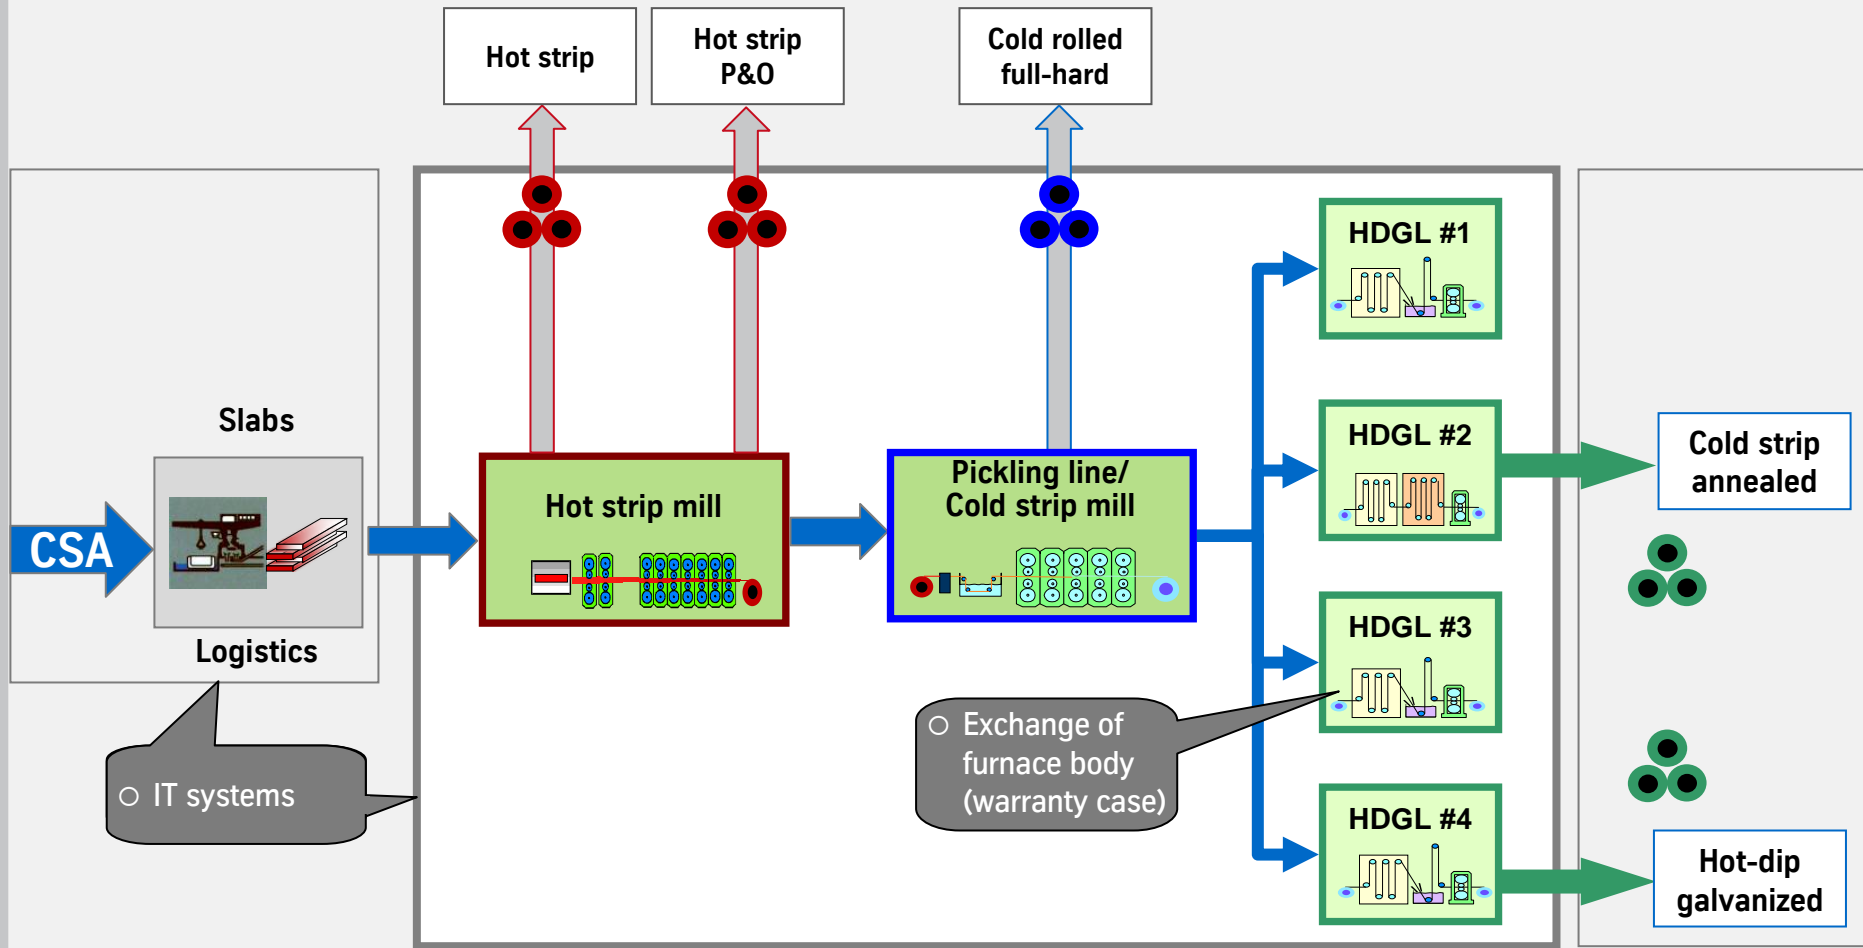 Hot strip
Hot strip
P&O
Cold rolled
full-hard
Slabs
CSA
Logistics
IT systems
Hot strip mill
Pickling line/
Cold strip mill
Exchange of
furnace body
(warranty case)
HDGL #1
HDGL #2
HDGL #3
HDGL #4
Cold strip
annealed
Hot-dip
galvanized